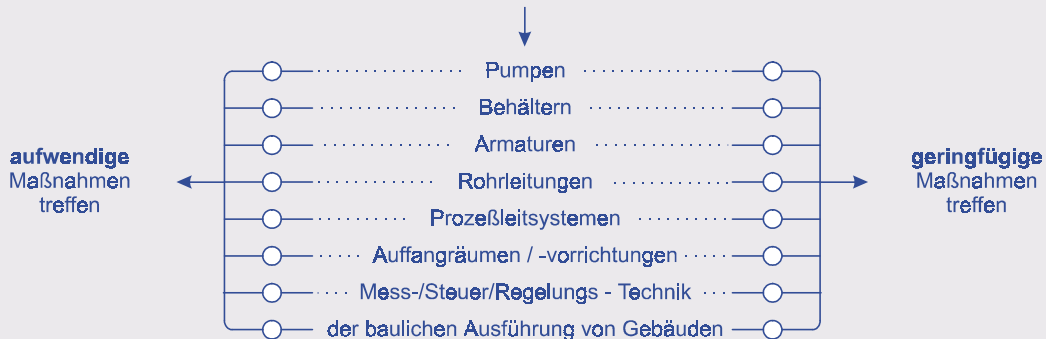 Pumpen
Behältern
Armaturen
Rohrleitungen
Prozeßleitsystemen
Auffangräumen / -vorrichtungen
Mess-/Steuer/Regelungs - Technik
der baulichen Ausführung von Gebäuden
aufwendige
Maßnahmen
treffen
geringfügige
Maßnahmen
treffen